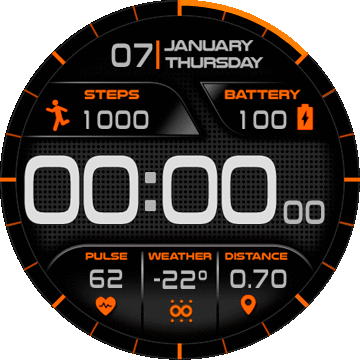 07 JANUARY
THURSDAY
STEPS BATTERY
1000 100
00:00 00
PULSE WEATHER DISTANCE
62 -22° 0.70